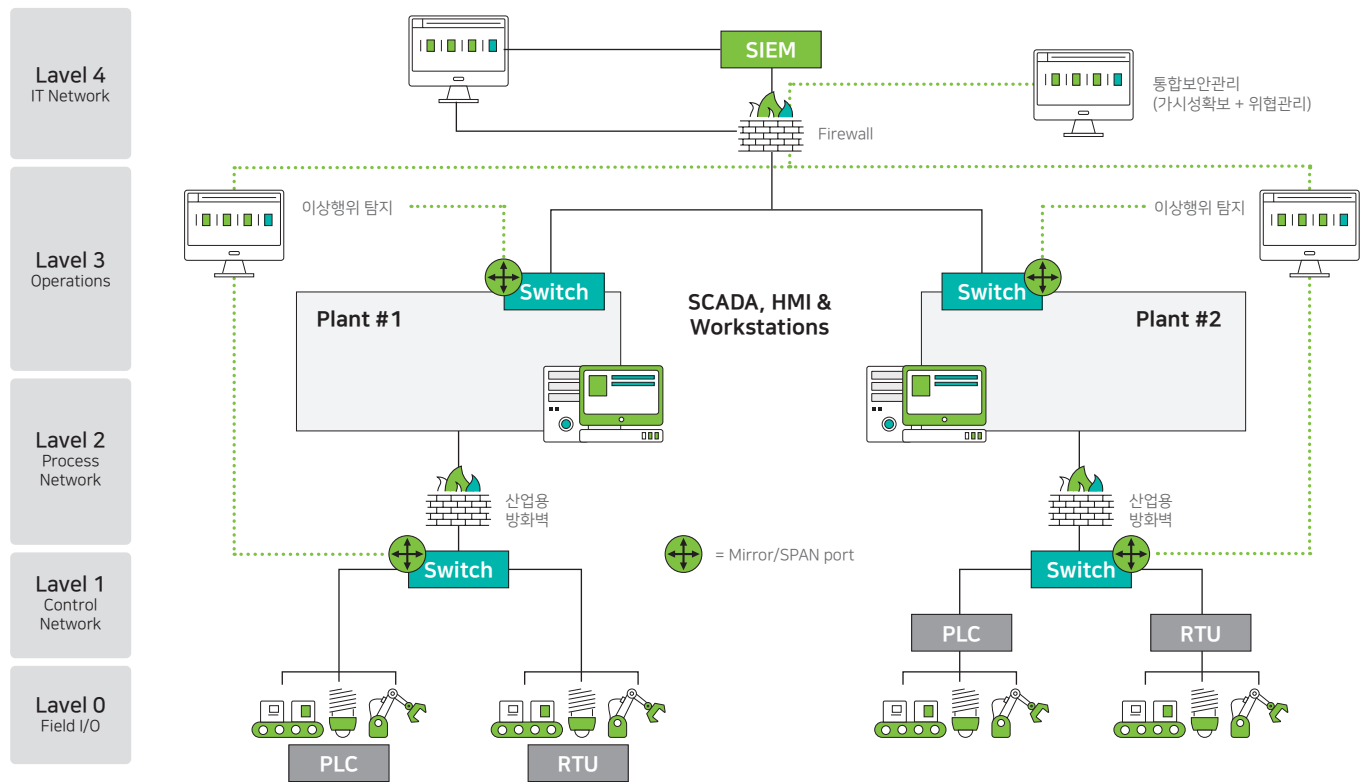 Lavel 4
IT Network
SIEM
Firewall
통합보안관리
(가시성확보 + 위협관리)
Lavel 3
Operations
이상행위 탐지
이상행위 탐지
Switch
Switch
Plant #1
SCADA, HMI &
Workstations
Plant #2
Lavel 2
Process
Network
산업용
방화벽
산업용
방화벽
Lavel 1
Control
Network
Switch
= Mirror/SPAN port
Switch
PLC
RTU
Lavel 0
Field I/O
PLC
RTU